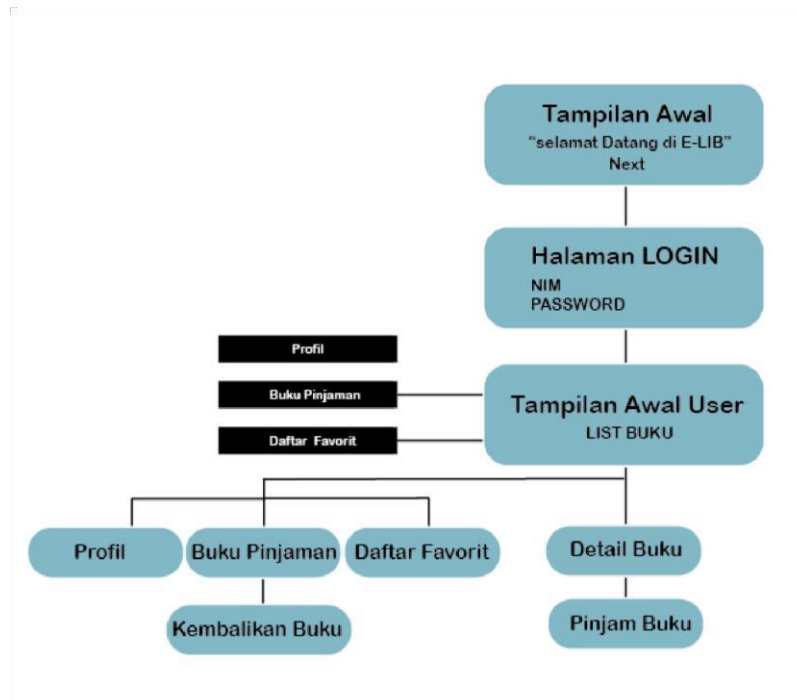 Tampilan Awal
“selamat Datang di E-LIB”
Next
Halaman LOGIN
NIM
PASSWORD
Profil
Buku Pinjaman
Daftar Favorit
Tampilan Awal User
LIST BUKU
Profil
Buku Pinjaman
Daftar Favorit
Detail Buku
Kembalikan Buku
Pinjam Buku